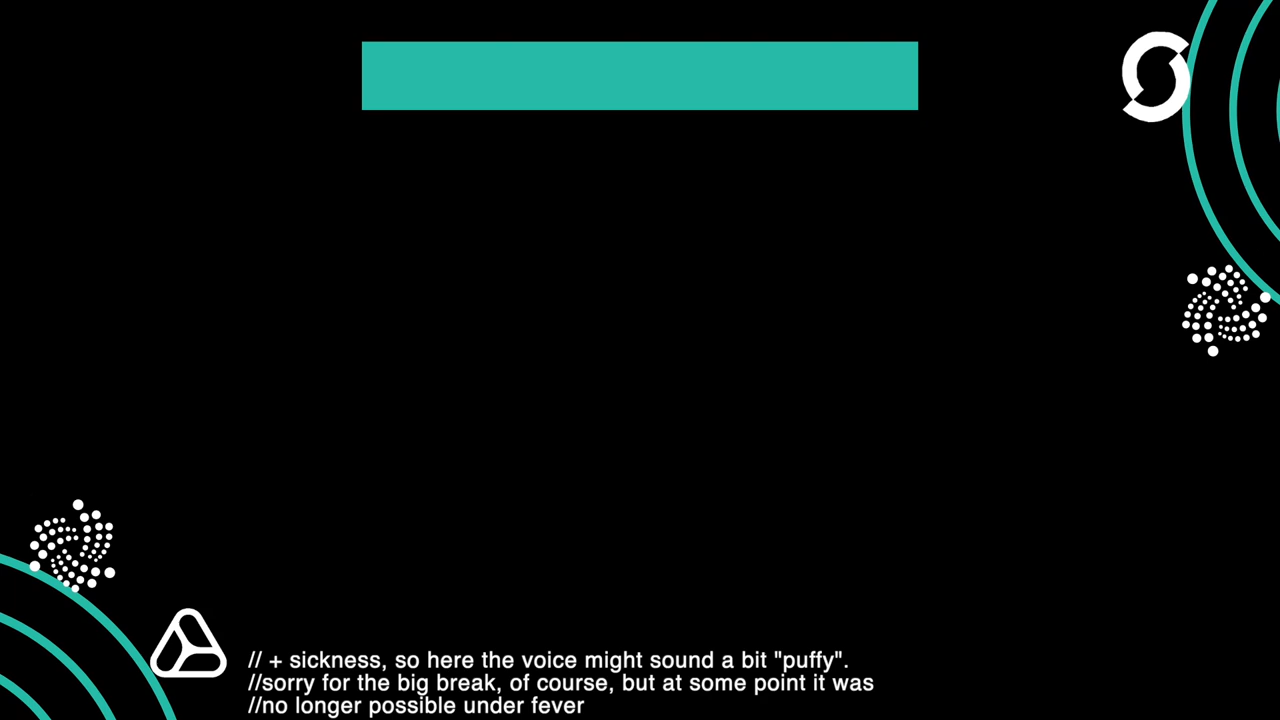 // + sickness, so here the voice might sound a bit "puffy".
//sorry for the big break, of course, but at some point it was
//no longer possible under fever